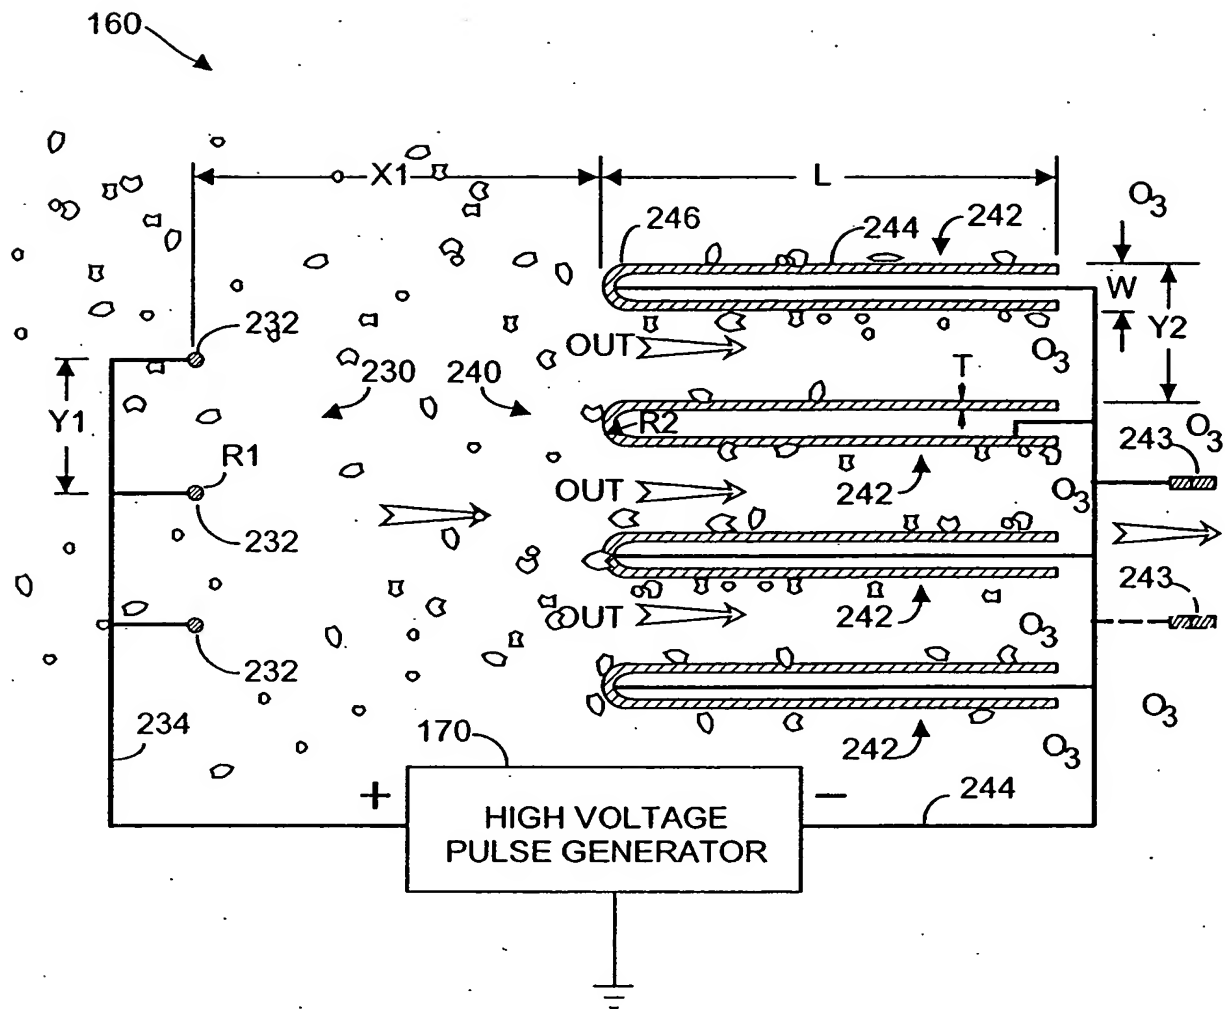 160
X1
L
O3
246
244
242
W
Y2
232
OUT
O3
230
240
T
Y1
R2
O3
243
R1
242
OUT
O3
232
242
OUT
O3
243
232
234
170
242
O3
O3
+
−
244
HIGH VOLTAGE
PULSE GENERATOR